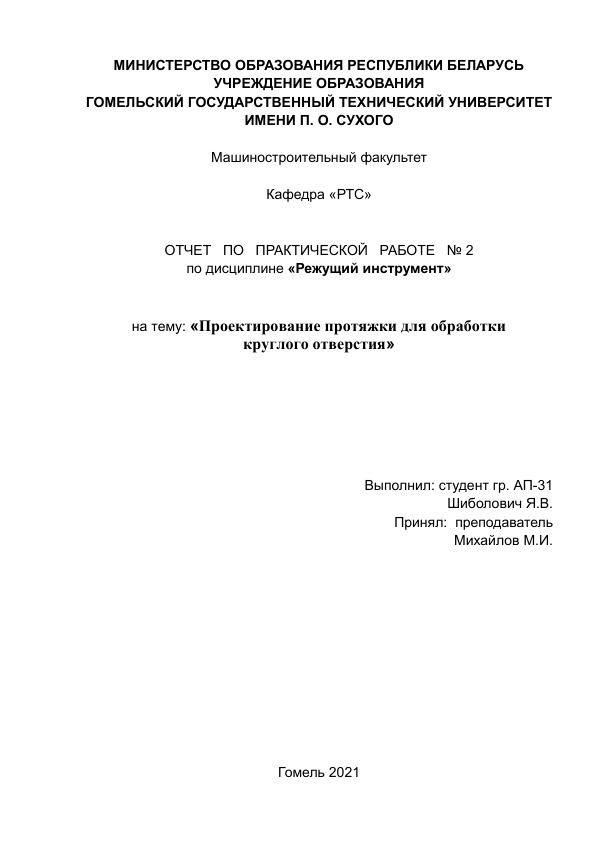 МИНИСТЕРСТВО ОБРАЗОВАНИЯ РЕСПУБЛИКИ БЕЛАРУСЬ
УЧРЕЖДЕНИЕ ОБРАЗОВАНИЯ
ГОМЕЛЬСКИЙ ГОСУДАРСТВЕННЫЙ ТЕХНИЧЕСКИЙ УНИВЕРСИТЕТ
ИМЕНИ П. О. СУХОГО
Машиностроительный факультет
Кафедра «РТС»
ОТЧЕТ ПО ПРАКТИЧЕСКОЙ РАБОТЕ № 2
по дисциплине «Режущий инструмент»
на тему: «Проектирование протяжки для обработки
круглого отверстия»
Выполнил: студент гр. АП-31
Шиболович Я.В.
Принял: преподаватель
Михайлов М.И.
Гомель 2021